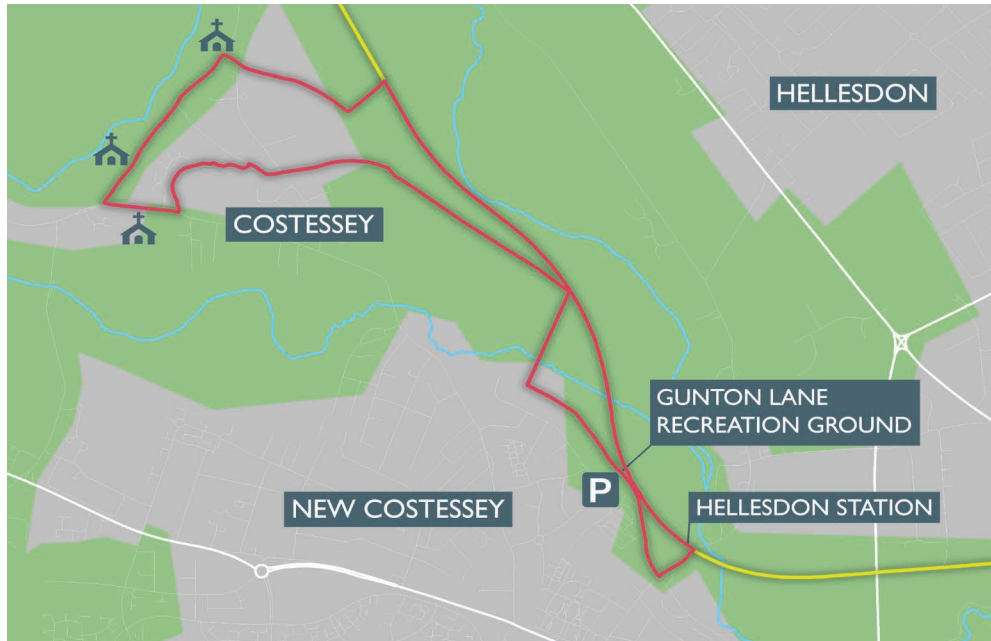 HELLESDON
COSTESSEY
GUNTON LANE
RECREATION GROUND
P
NEW COSTESSEY
HELLESDON STATION